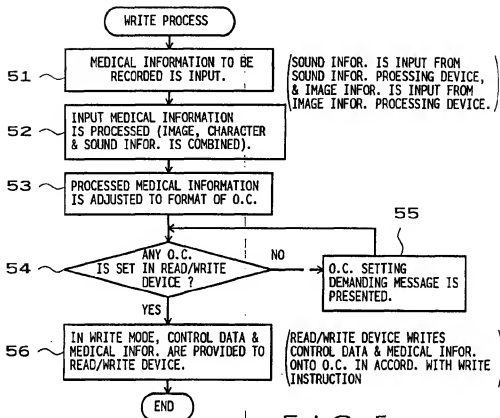 WRITE PROCESS
51
MEDICAL INFORMATION TO BE
RECORDED IS INPUT.
(SOUND INFOR. IS INPUT FROM
SOUND INFOR. PROESSING DEVICE,
& IMAGE INFOR. IS INPUT FROM
IMAGE INFOR. PROCESSING DEVICE.)
52
INPUT MEDICAL INFORMATION
IS PROCESSED (IMAGE, CHARACTER
& SOUND INFOR. IS COMBINED).
53
PROCESSED MEDICAL INFORMATION
IS ADJUSTED TO FORMAT OF O.C.
54
ANY O.C.
IS SET IN READ/WRITE
DEVICE ?
NO
55
O.C. SETTING
DEMANDING MESSAGE IS
PRESENTED.
YES
56
IN WRITE MODE, CONTROL DATA &
MEDICAL INFOR. ARE PROVIDED TO
READ/WRITE DEVICE.
(READ/WRITE DEVICE WRITES
CONTROL DATA & MEDICAL INFOR.
ONTO O.C. IN ACCORD. WITH WRITE
INSTRUCTION)
END